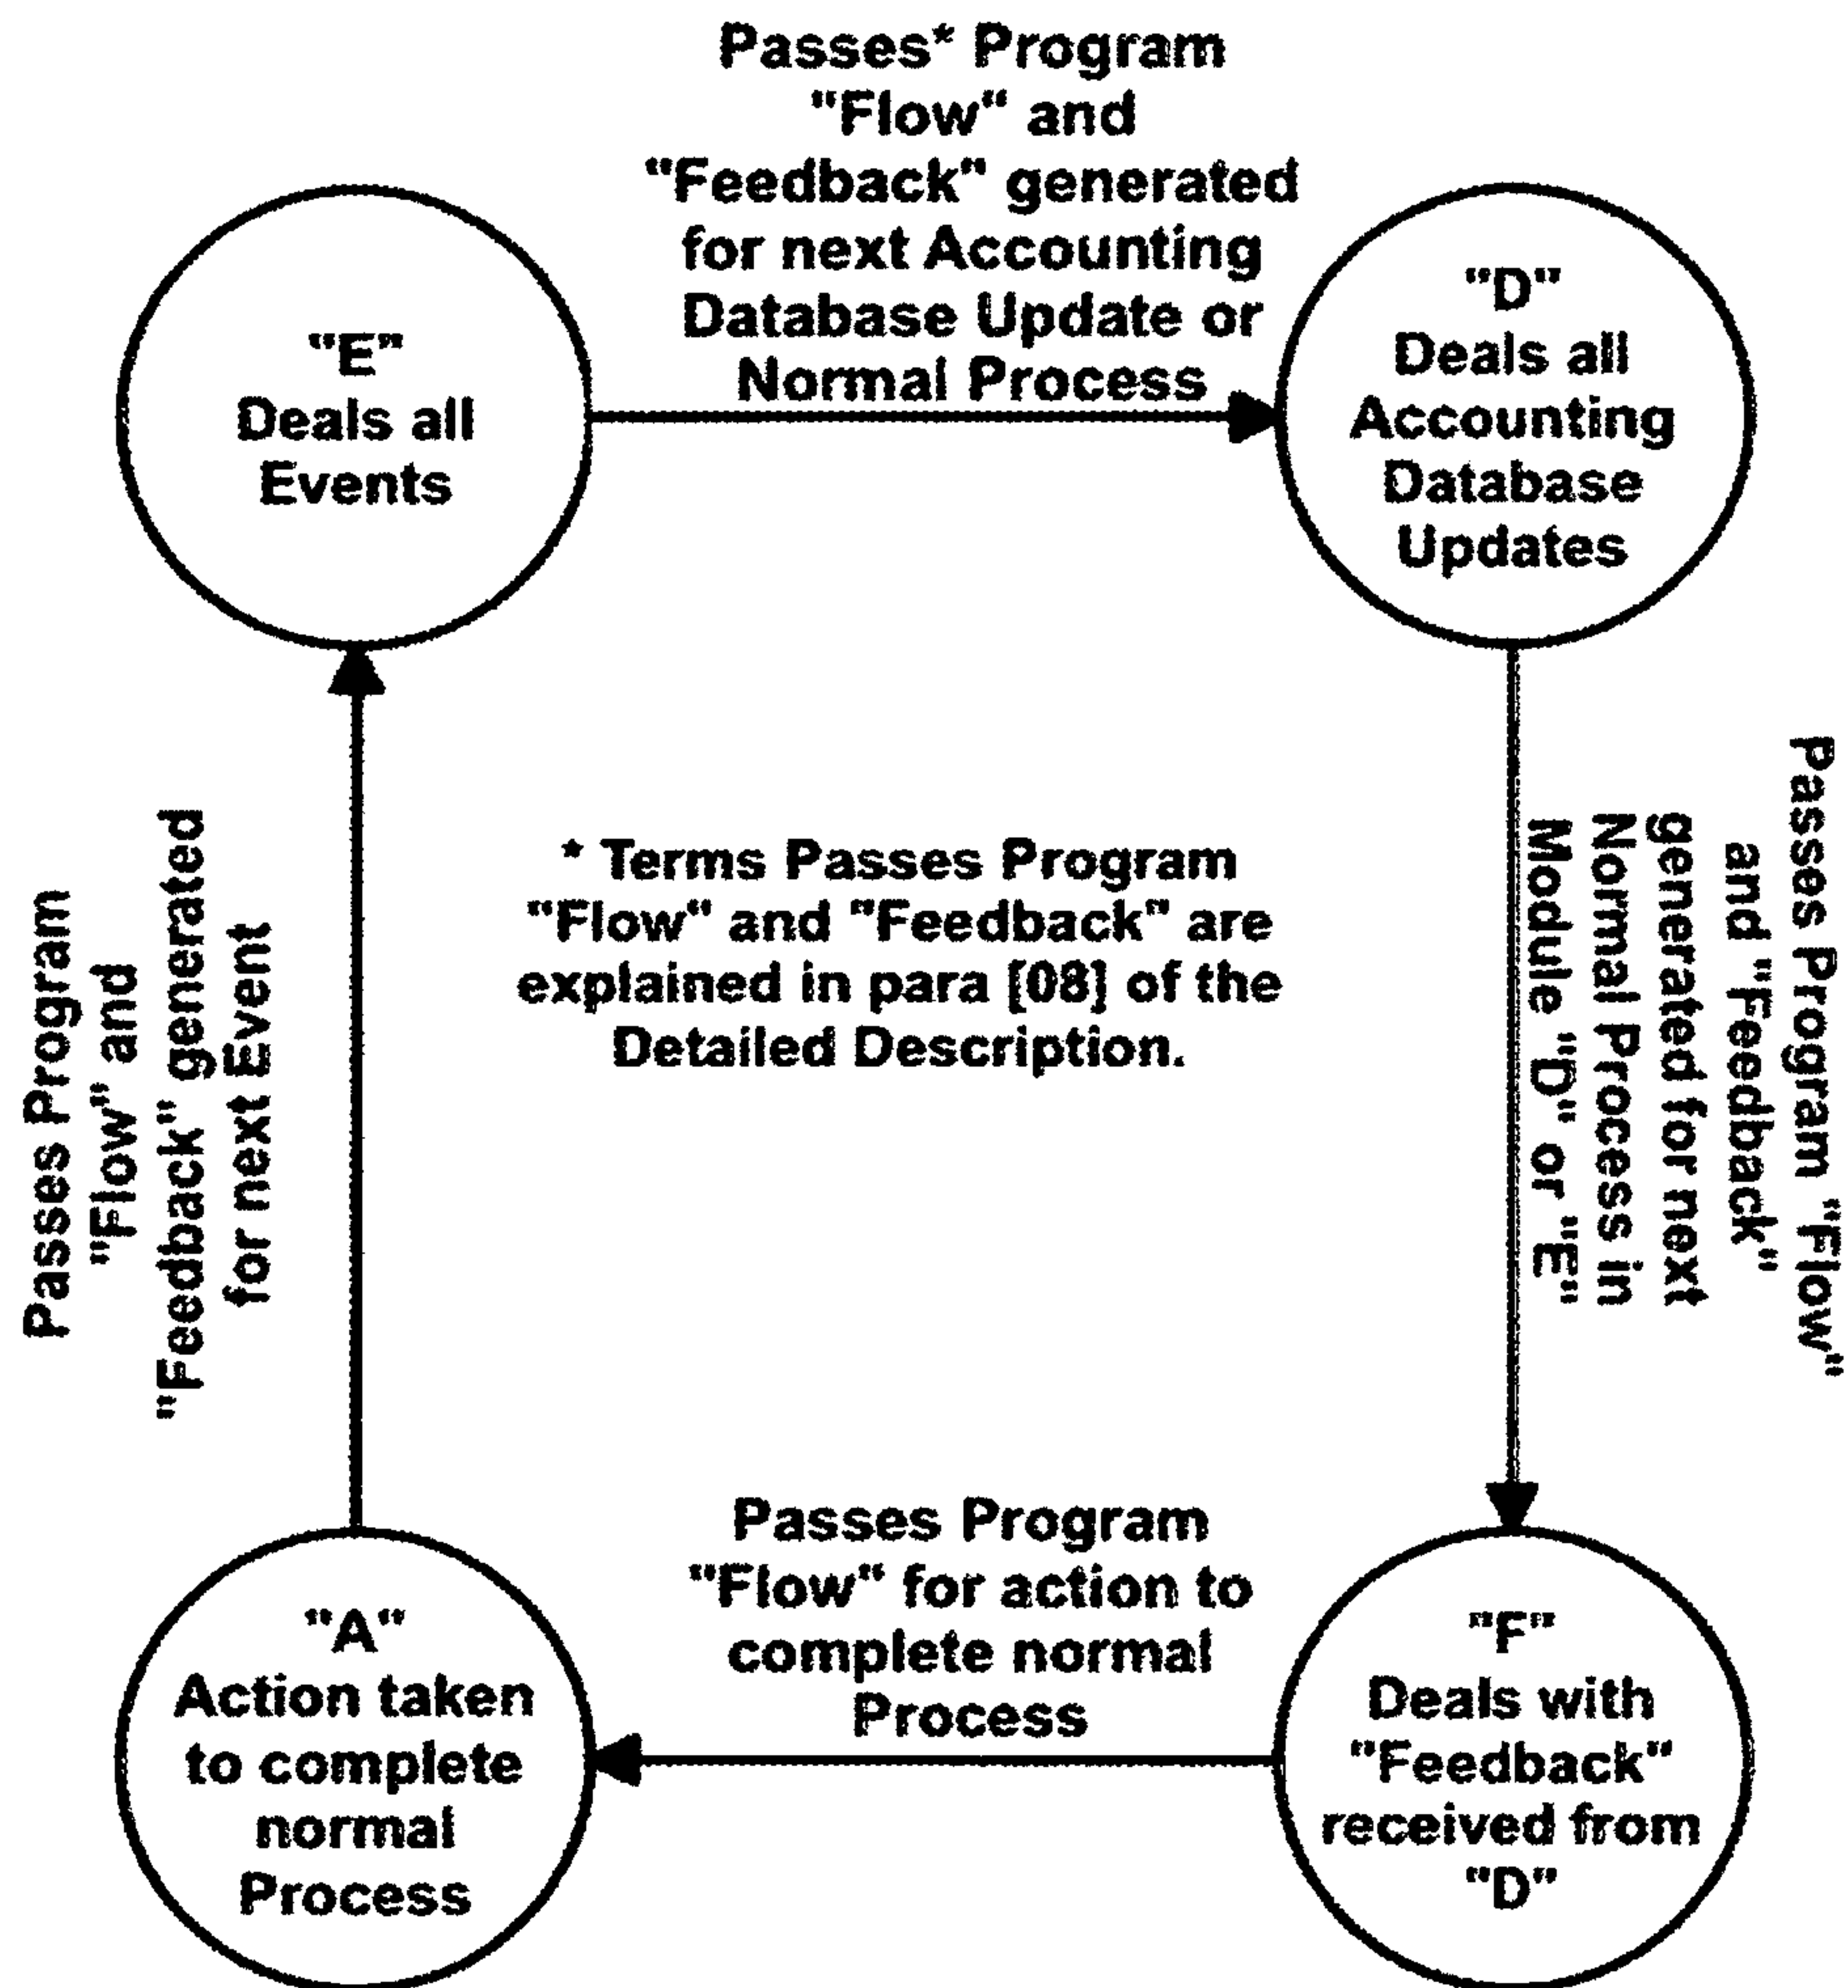 Passes* Program
"Flow" and
"Feedback" generated
for next Accounting
Database Update or
Normal Process
"E"
Deals all
Events
"D"
Deals all
Accounting
Database
Updates
Passes Program "Flow"
and "Feedback"
generated for next
Normal Process in
Module "D" or "E"
* Terms Passes Program
"Flow" and "Feedback" are
explained in para [08] of the
Detailed Description.
Passes Program
"Flow" and
"Feedback" generated
for next Event
Passes Program
"Flow" for action to
complete normal
Process
"A"
Action taken
to complete
normal
Process
"F"
Deals with
"Feedback"
received from
"D"